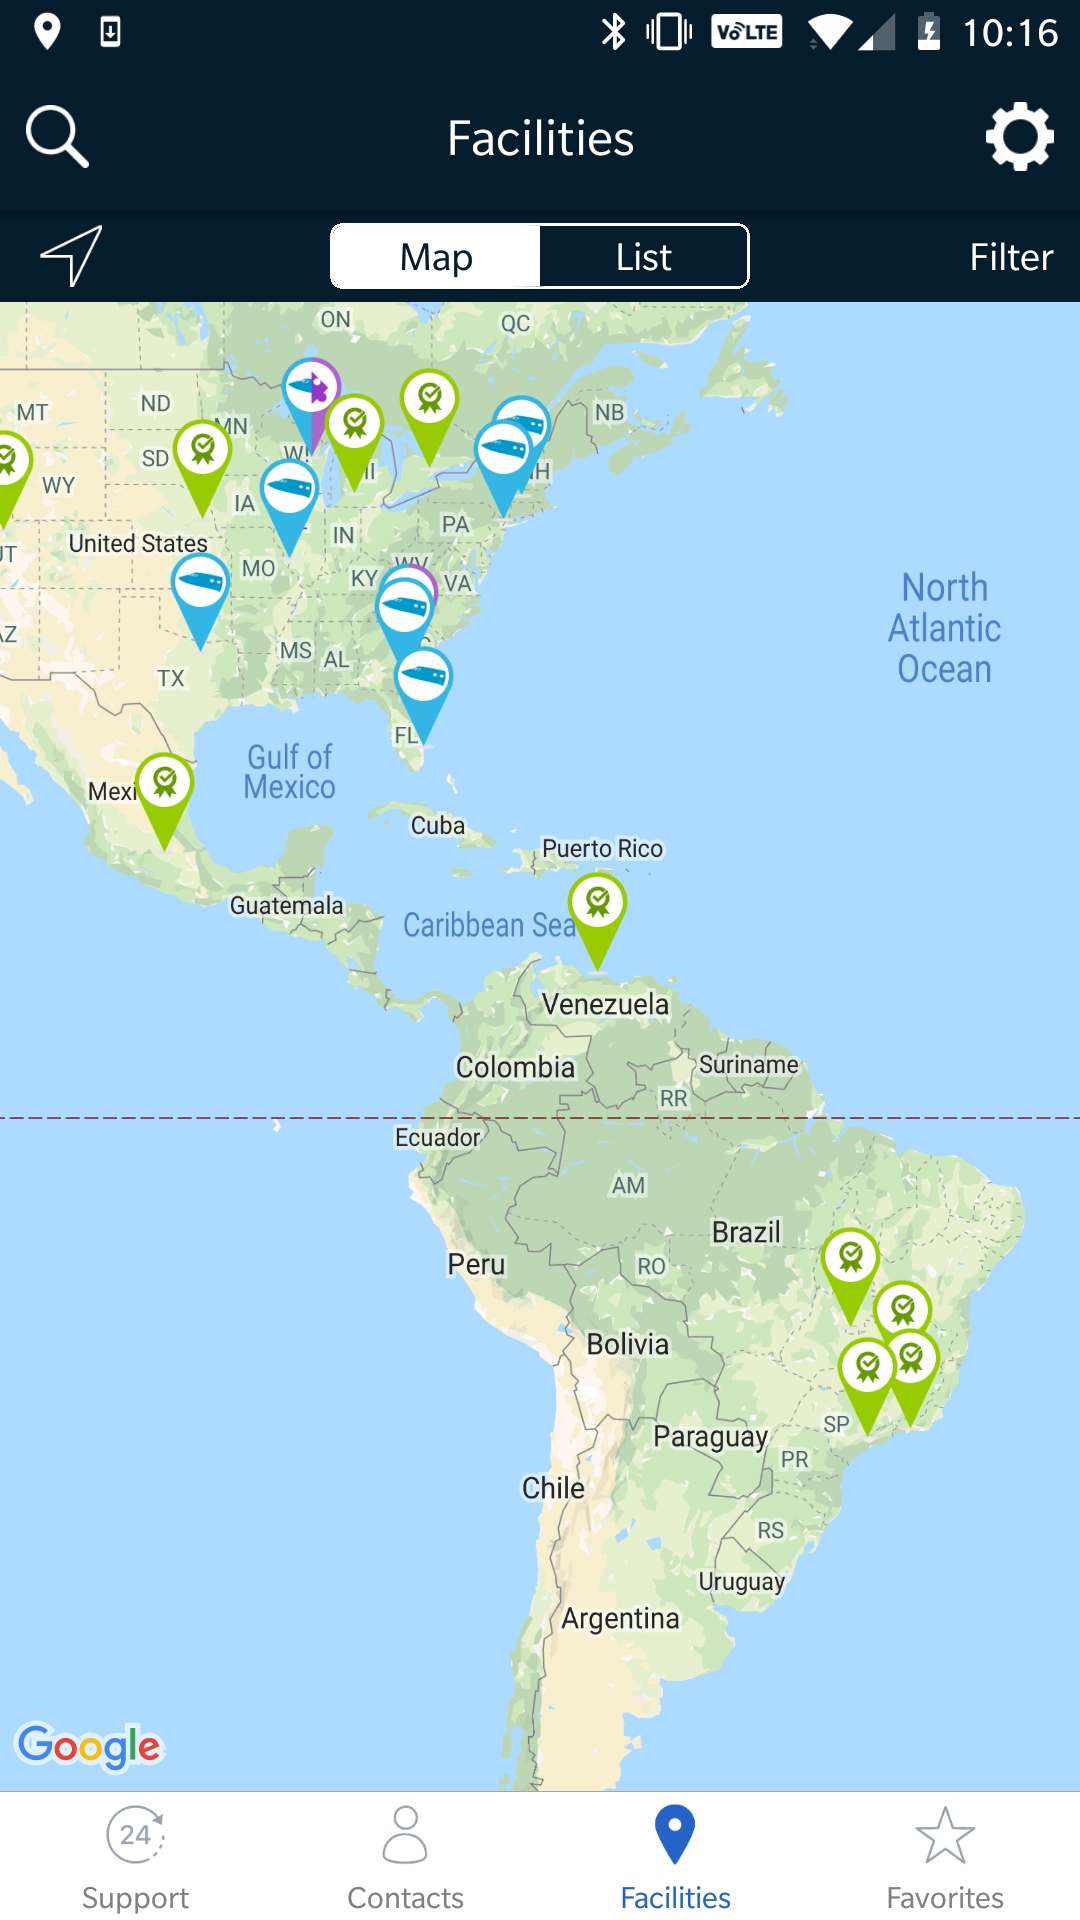 VoLTE 10:16
Facilities
Map List Filter
ON QC
MT ND MN NB
SD WI
WY IA MI NH
United States IN PA
UT MO KY WV VA
AZ MS AL
TX
FL
Gulf of
Mexico
North
Atlantic
Ocean
Mexi
Cuba
Puerto Rico
Guatemala
Caribbean Sea
Venezuela
Colombia Suriname
RR
Ecuador
AM
Brazil
Peru RO
Bolivia
SP
Paraguay
PR
Chile
RS
Uruguay
Argentina
Google
24
Support Contacts Facilities Favorites